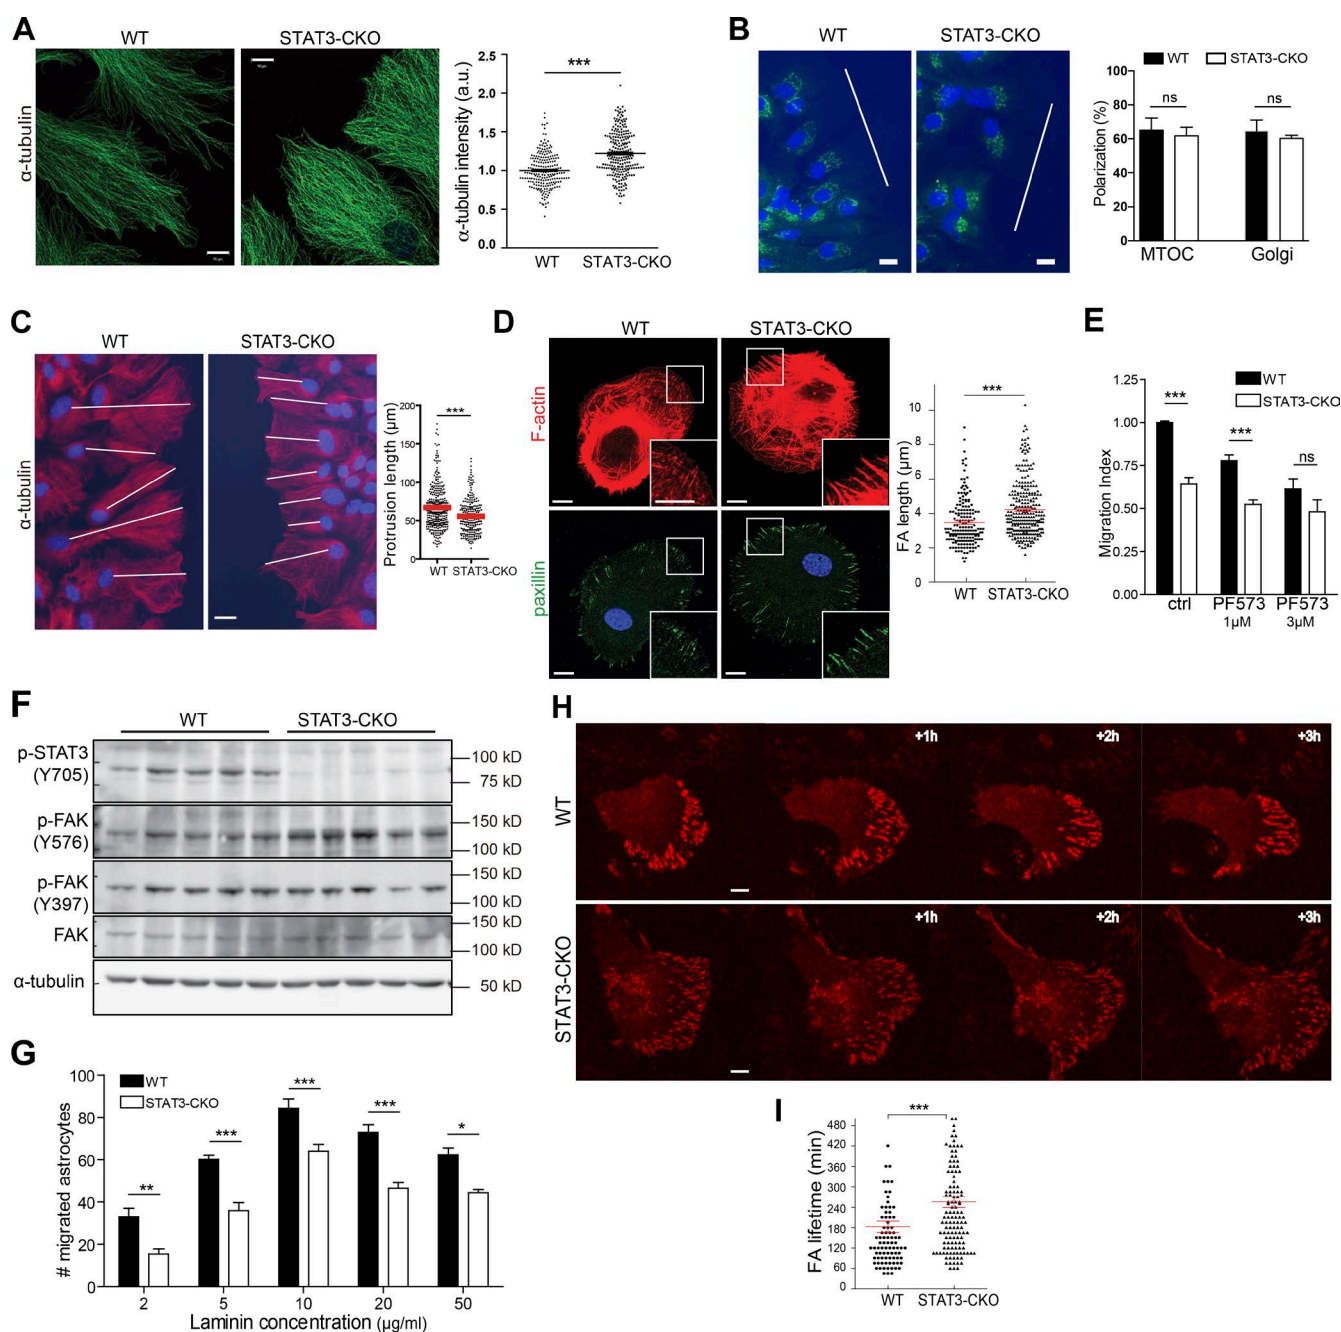 A
WT
STAT3-CKO
α-tubulin
α-tubulin intensity (a.u.)
2.5
2.0
1.5
1.0
0.5
0.0
***
WT
STAT3-CKO
B
WT
STAT3-CKO
WT
STAT3-CKO
Polarization (%)
100
80
60
40
20
0
ns
ns
MTOC
Golgi
C
WT
STAT3-CKO
α-tubulin
Protrusion length (µm)
200
150
100
50
0
***
WT
STAT3-CKO
D
WT
STAT3-CKO
F-actin
paxillin
FA length (µm)
10
8
6
4
2
0
***
WT
STAT3-CKO
E
WT
STAT3-CKO
Migration Index
1.25
1.00
0.75
0.50
0.25
0.00
***
***
ns
ctrl
PF573
1µM
PF573
3µM
F
WT
STAT3-CKO
p-STAT3
(Y705)
100 kD
75 kD
p-FAK
(Y576)
150 kD
100 kD
p-FAK
(Y397)
150 kD
100 kD
FAK
150 kD
100 kD
α-tubulin
50 kD
G
WT
STAT3-CKO
# migrated astrocytes
100
80
60
40
20
0
**
***
***
***
*
2
5
10
20
50
Laminin concentration (µg/ml)
H
WT
+1h
+2h
+3h
STAT3-CKO
+1h
+2h
+3h
I
FA lifetime (min)
480
420
360
300
240
180
120
60
0
***
WT
STAT3-CKO